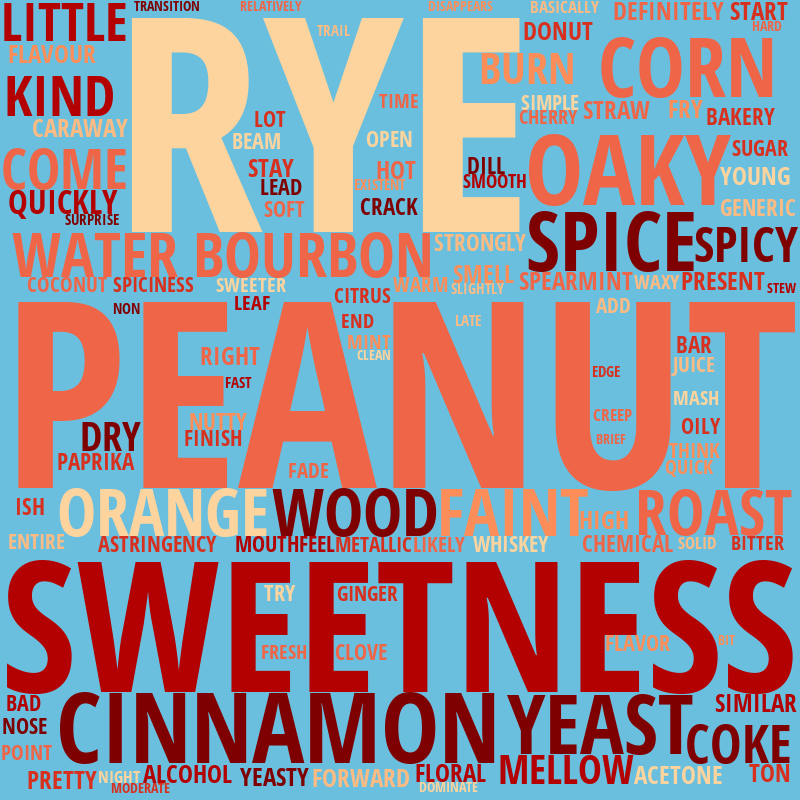 LITTLE
TRANSITION
RELATIVELY
DISAPPEARS
BASICALLY
DEFINITELY
START
HARD
FLAVOUR
RYE
TRAIL
DONUT
BURN
CORN
KIND
TIME
SIMPLE
CHERRY
STRAW
FRY
BAKERY
CARAWAY
LOT
BEAM
OPEN
COME
STAY
HOT
DILL
OAKY
SUGAR
LEAD
SMOOTH
YOUNG
QUICKLY
SURPRISE
SOFT
CRACK
SPICE
GENERIC
WATER
BOURBON
STRONGLY
SPICY
SMELL
COCONUT
SPICINESS
SWEETER
WARM
SLIGHTLY
SPEARMINT
WAXY
PRESENT
STEW
NON
LEAF
CITRUS
ADD
PEANUT
END
LATE
MINT
CLEAN
RIGHT
BAR
JUICE
FAST
EDGE
MASH
NUTTY
CREEP
OILY
DRY
FINISH
BRIEF
PAPRIKA
FADE
THINK
QUICK
ISH
ORANGE
WOOD
FAINT
HIGH
ROAST
ENTIRE
ASTRINGENCY
MOUTHFEEL
METALLIC
LIKELY
WHISKEY
CHEMICAL
SOLID
BITTER
SWEETNESS
TRY
GINGER
FRESH
CLOVE
FLAVOR
BIT
BAD
NOSE
CINNAMON
YEAST
SIMILAR
COKE
POINT
PRETTY
NIGHT
MODERATE
ALCOHOL
YEASTY
FORWARD
FLORAL
DOMINATE
MELLOW
ACETONE
TON